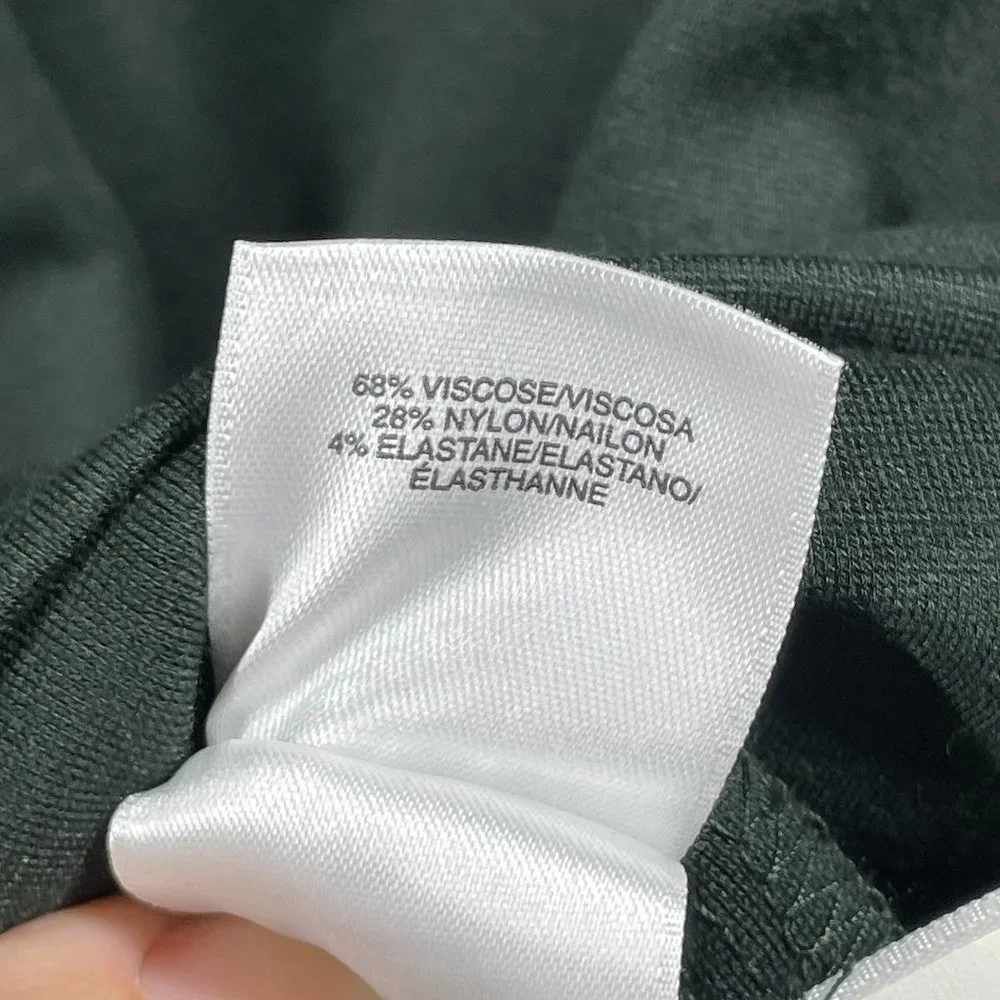 68% VISCOSE/VISCOSA
28% NYLON/NAILON
4% ELASTANE/ELASTANO/
ÉLASTHANNE